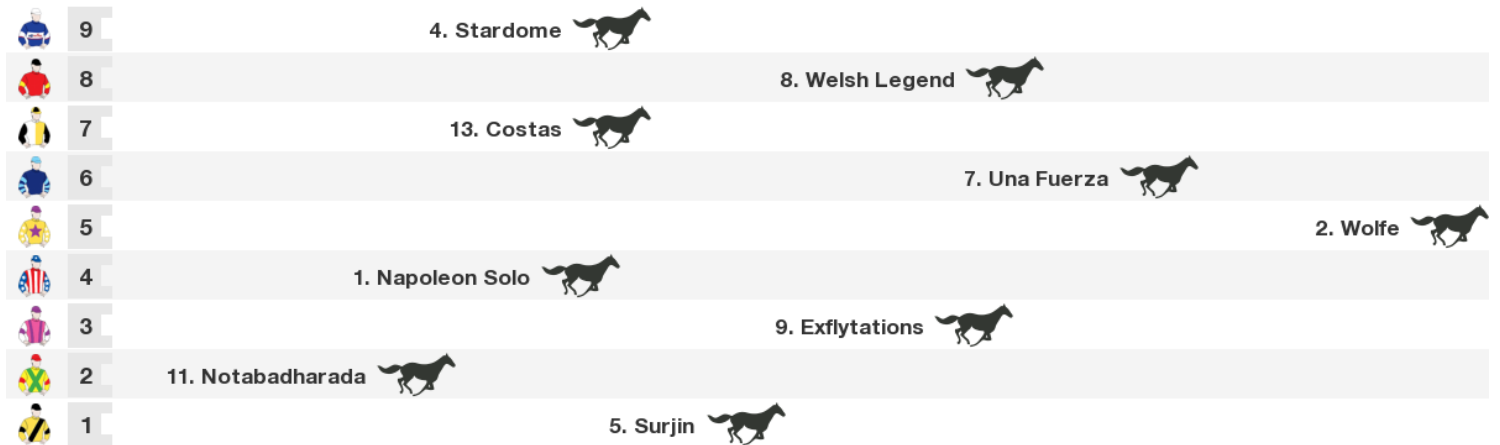 9 4. Stardome
8 8. Welsh Legend
7 13. Costas
6 7. Una Fuerza
5 2. Wolfe
4 1. Napoleon Solo
3 9. Exflytations
2 11. Notabadharada
1 5. Surjin